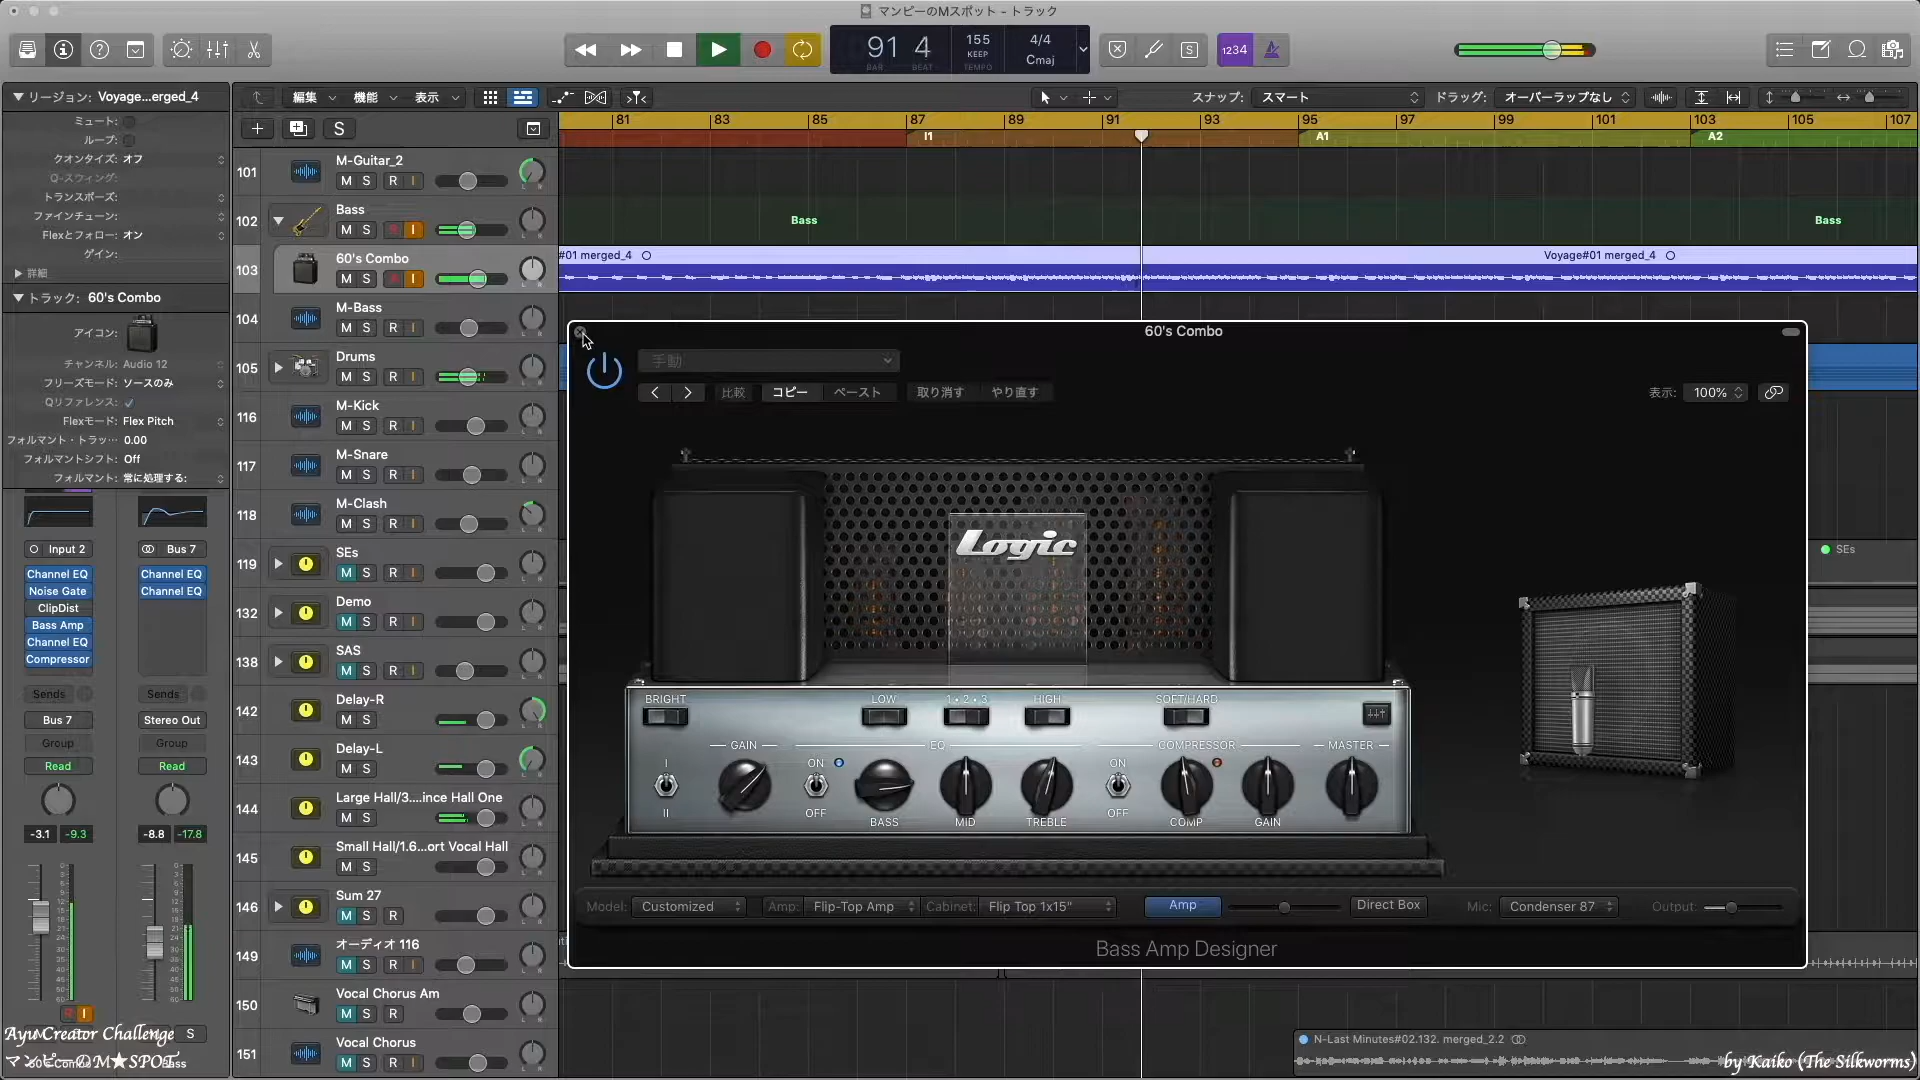 マンピーのMスポット - トラック
91 4
BAR BEAT
155
KEEP
TEMPO
4/4
Cmaj
1234
リージョン: Voyage...erged_4
ミュート:
ループ:
クオンタイズ: オフ
Q-スウィング:
トランスポーズ:
ファインチューン:
Flexとフォロー: オン
ゲイン:
詳細
トラック: 60's Combo
アイコン:
チャンネル: Audio 12
フリーズモード: ソースのみ
Qリファレンス: ✓
Flexモード: Flex Pitch
フォルマント・トラッ… 0.00
フォルマントシフト: Off
フォルマント: 常に処理する:
Input 2 Bus 7
Channel EQ Channel EQ
Noise Gate Channel EQ
ClipDist
Bass Amp
Channel EQ
Compressor
Sends Sends
Bus 7 Stereo Out
Group Group
Read Read
-3.1 -9.3 -8.8 -17.8
編集 機能 表示
スナップ: スマート
ドラッグ: オーバーラップなし
S
81 83 85 87 89 91 93 95 97 99 101 103 105 107
I1 A1 A2
101 M-Guitar_2
M S R I
102 Bass
M S R I
103 60's Combo
M S R I
104 M-Bass
M S R I
105 Drums
M S R I
116 M-Kick
M S R I
117 M-Snare
M S R I
118 M-Clash
M S R I
119 SEs
M S R I
132 Demo
M S R I
138 SAS
M S R I
142 Delay-R
M S
143 Delay-L
M S
144 Large Hall/3....ince Hall One
M S
145 Small Hall/1.6...ort Vocal Hall
M S
146 Sum 27
M S R
149 オーディオ 116
M S R I
150 Vocal Chorus Am
M S R
151 Vocal Chorus
M S R I
Bass Bass
#01 merged_4 Voyage#01 merged_4
SEs
N-Last Minutes#02.132. merged_2.2
60's Combo
手動
比較 コピー ペースト 取り消す やり直す
表示: 100%
Logic
BRIGHT LOW 1•2•3 HIGH SOFT/HARD
GAIN EQ COMPRESSOR MASTER
I ON ON
II OFF BASS MID TREBLE OFF COMP GAIN
Model: Customized Amp: Flip-Top Amp Cabinet: Flip Top 1x15" Amp Direct Box Mic: Condenser 87 Output:
Bass Amp Designer
Ayu Creator Challenge
マンピーのM★SPOT
by Kaiko (The Silkworms)